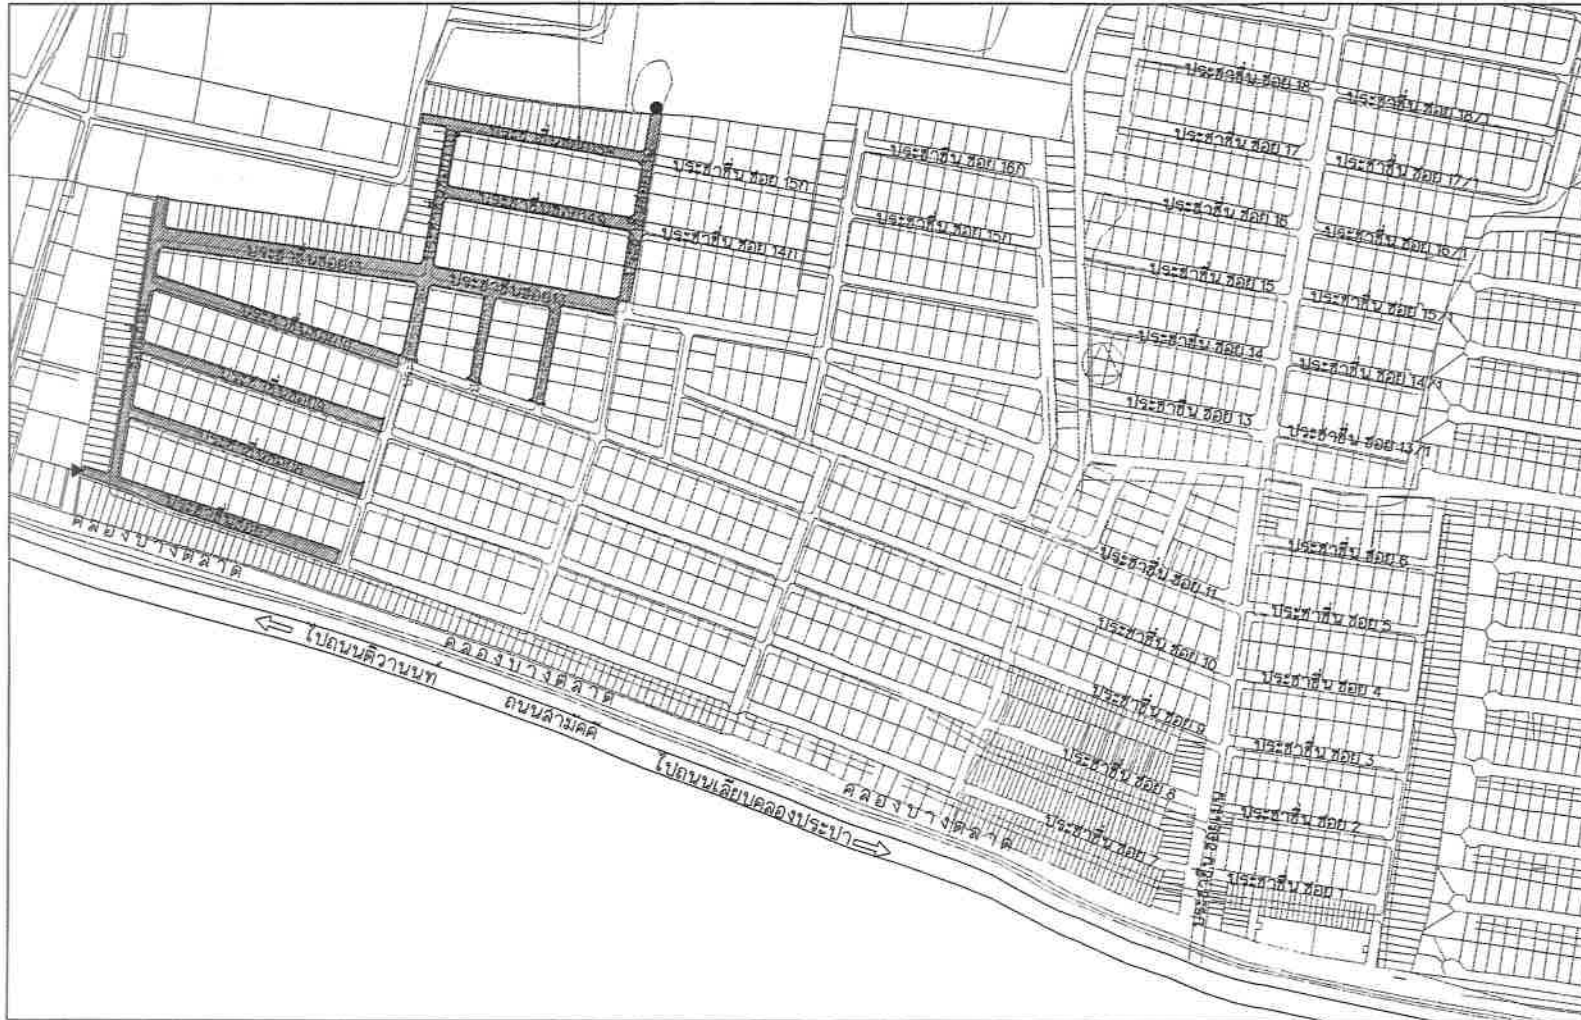 ประชาชื่น ซอย 18
ประชาชื่น ซอย 18/1
ประชาชื่น ซอย 17
ประชาชื่น ซอย 17/1
ประชาชื่น ซอย 16ก
ประชาชื่น ซอย 15ก
ประชาชื่น ซอย 16
ประชาชื่น ซอย 16/1
ประชาชื่น ซอย 15ก
ประชาชื่น ซอย 14ก
ประชาชื่น ซอย 15
ประชาชื่น ซอย 15/1
ประชาชื่น ซอย 14
ประชาชื่น ซอย 14/1
ประชาชื่น ซอย 13
ประชาชื่น ซอย 13/1
คลองบางตลาด
ประชาชื่น ซอย 11
ประชาชื่น ซอย 6
ประชาชื่น ซอย 10
ประชาชื่น ซอย 5
ไปถนนติวานนท์
คลองบางตลาด
ประชาชื่น ซอย 9
ประชาชื่น ซอย 4
ถนนสามัคคี
ประชาชื่น ซอย 8
ประชาชื่น ซอย 3
ไปถนนเลียบคลองประปา
คลองบางตลาด
ประชาชื่น ซอย 7
ประชาชื่น ซอย 2
ประชาชื่น ซอย 1